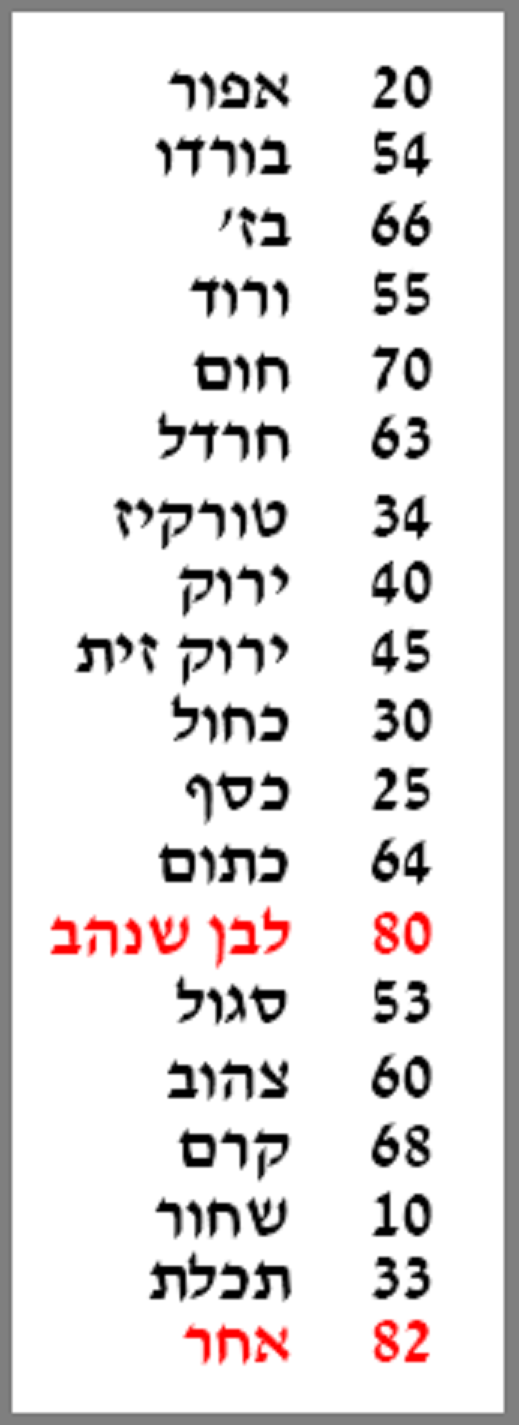 20 אפור
54 בורדו
66 בז'
55 ורוד
70 חום
63 חרדל
34 טורקיז
40 ירוק
45 ירוק זית
30 כחול
25 כסף
64 כתום
80 לבן שנהב
53 סגול
60 צהוב
68 קרם
10 שחור
33 תכלת
82 אחר